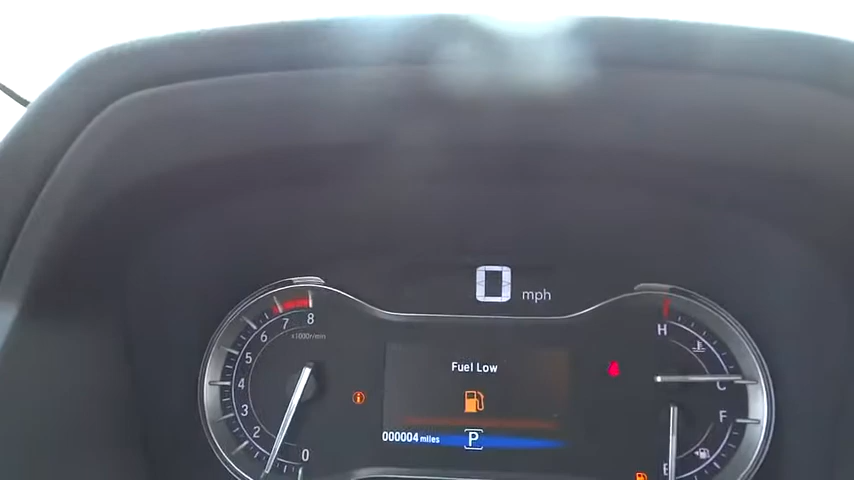 0 mph
8
7
6
5
4
3
2
0
x1000r/min
Fuel Low
000004 miles
P
H
C
F
E